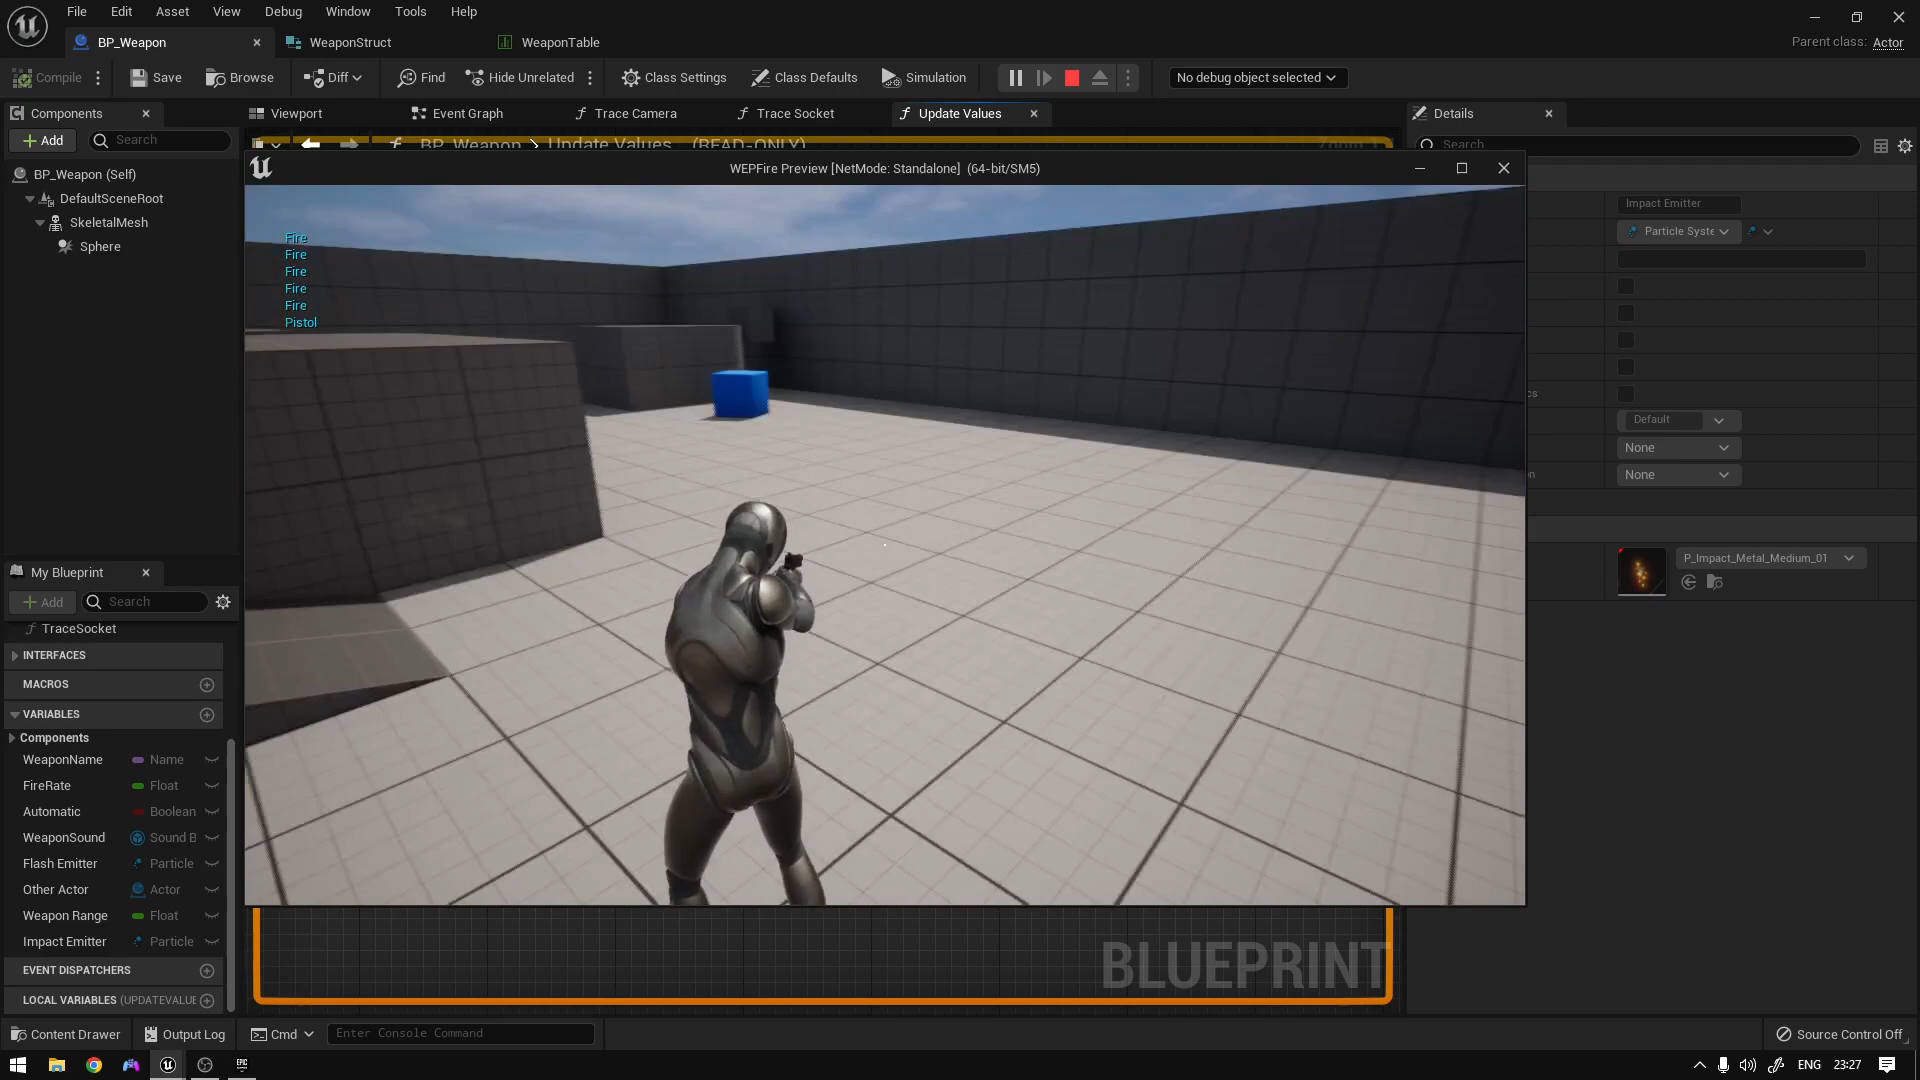 File Edit Asset View Debug Window Tools Help
BP_Weapon WeaponStruct WeaponTable
Parent class: Actor
Compile Save Browse Diff Find Hide Unrelated Class Settings Class Defaults Simulation No debug object selected
Components Viewport Event Graph Trace Camera Trace Socket Update Values Details
Add Search BP_Weapon > Update Values (READ-ONLY) Search
WEPFire Preview [NetMode: Standalone] (64-bit/SM5)
BP_Weapon (Self)
DefaultSceneRoot
SkeletalMesh
Sphere
Fire
Fire
Fire
Fire
Fire
Pistol
Impact Emitter
Particle Syste
cs
Default
None
on None
P_Impact_Metal_Medium_01
My Blueprint
Add Search
TraceSocket
INTERFACES
MACROS
VARIABLES
Components
WeaponName Name
FireRate Float
Automatic Boolean
WeaponSound Sound B
Flash Emitter Particle
Other Actor Actor
Weapon Range Float
Impact Emitter Particle
EVENT DISPATCHERS
LOCAL VARIABLES (UPDATEVALUE
BLUEPRINT
Content Drawer Output Log Cmd Enter Console Command Source Control Off
EPIC ENG 23:27